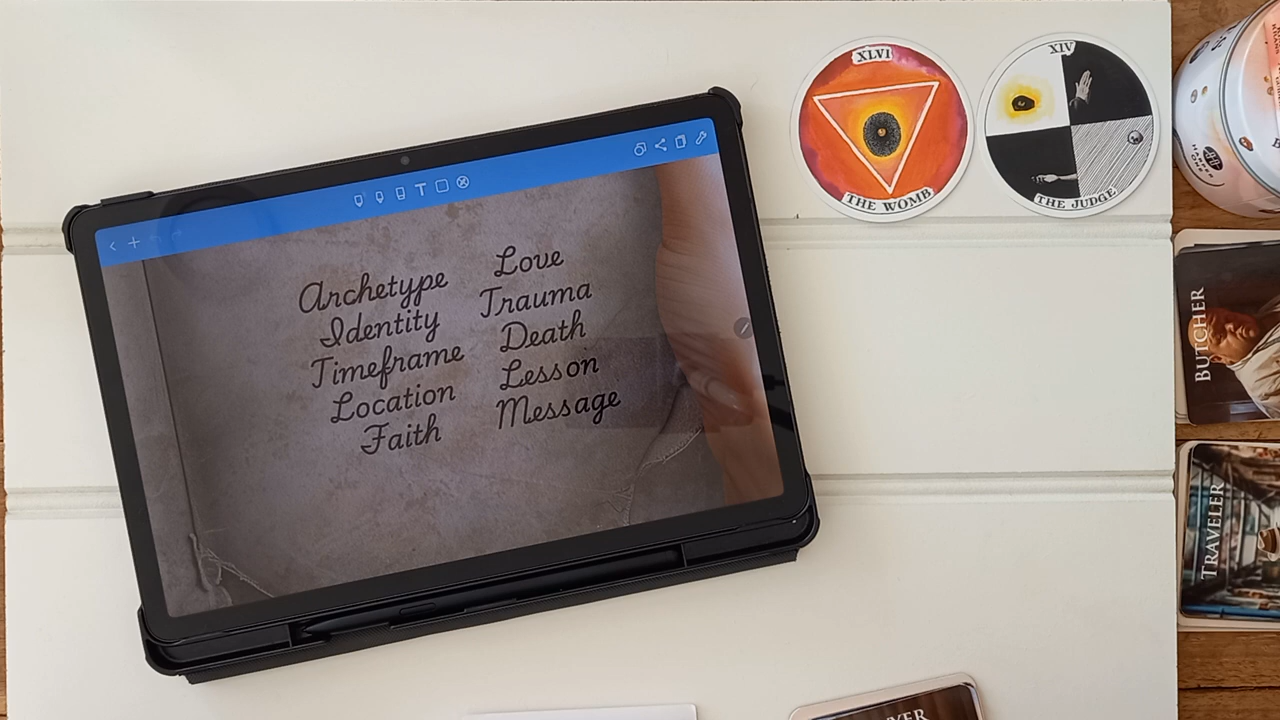 Archetype
Identity
Timeframe
Location
Faith
Love
Trauma
Death
Lesson
Message
XLVI
THE WOMB
XIV
THE JUDGE
BUTCHER
TRAVELER